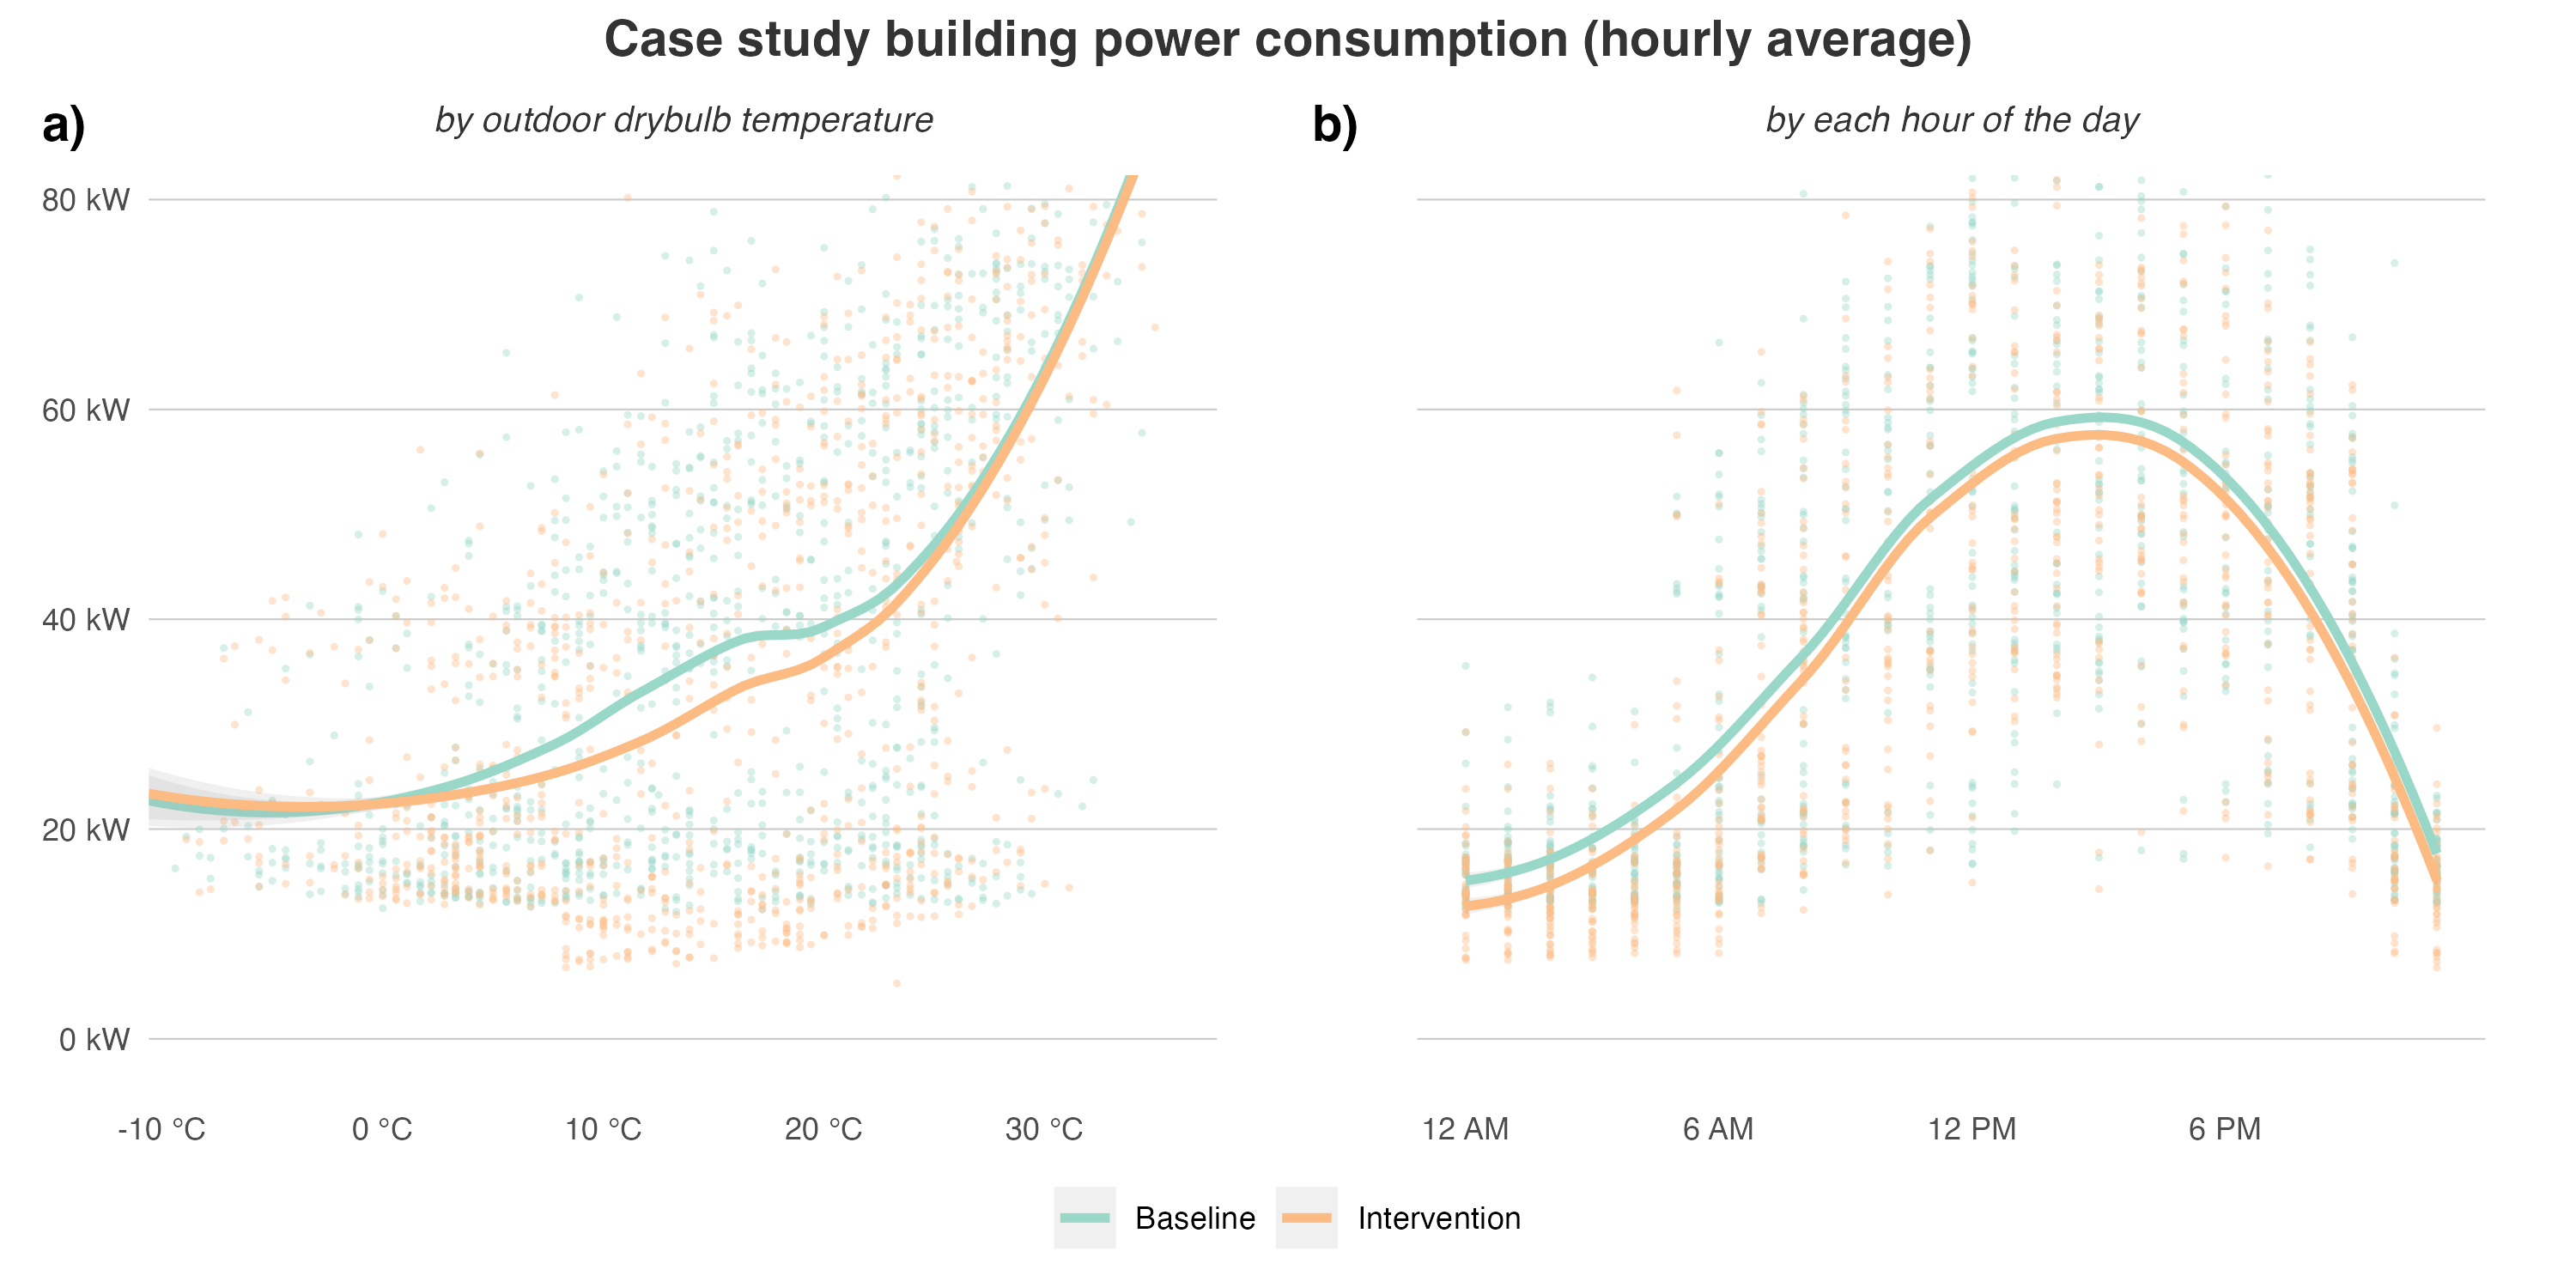 Case study building power consumption (hourly average)
a)
by outdoor drybulb temperature
80 kW
60 kW
40 kW
20 kW
0 kW
-10 °C 0 °C 10 °C 20 °C 30 °C
b)
by each hour of the day
12 AM 6 AM 12 PM 6 PM
Baseline Intervention